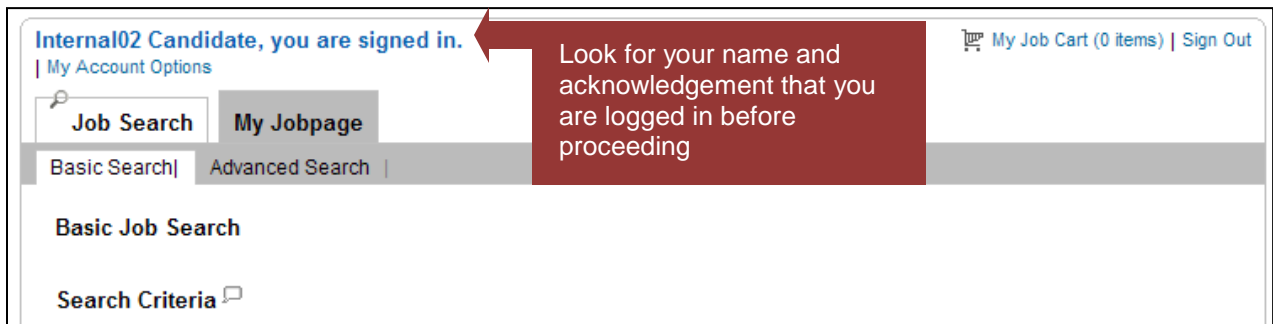 Internal02 Candidate, you are signed in.
My Job Cart (0 items) | Sign Out
| My Account Options
Look for your name and
acknowledgement that you
are logged in before
proceeding
Job Search
My Jobpage
Basic Search|
Advanced Search |
Basic Job Search
Search Criteria